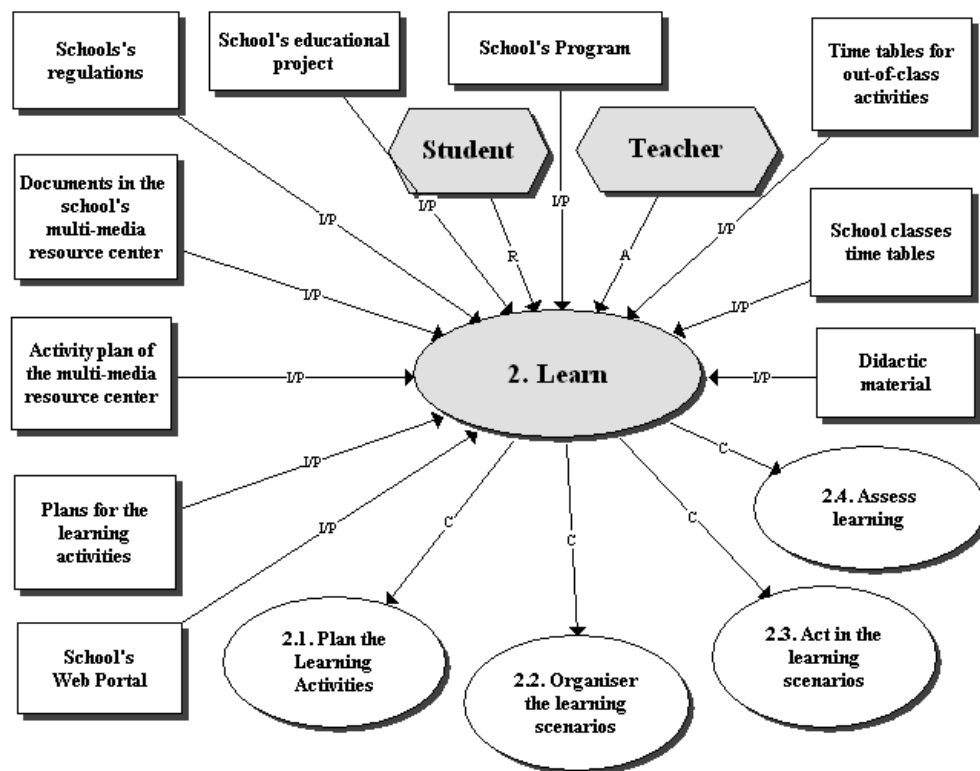 Schools's
regulations
School's educational
project
School's Program
Time tables for
out-of-class
activities
Student
Teacher
Documents in the
school's
multi-media
resource center
I/P
I/P
I/P
I/P
R
A
School classes
time tables
I/P
I/P
Activity plan of
the multi-media
resource center
I/P
2. Learn
I/P
Didactic
material
I/P
Plans for the
learning
activities
I/P
C
C
C
C
2.4. Assess
learning
School's
Web Portal
2.1. Plan the
Learning
Activities
2.2. Organiser
the learning
scenarios
2.3. Act in the
learning
scenarios